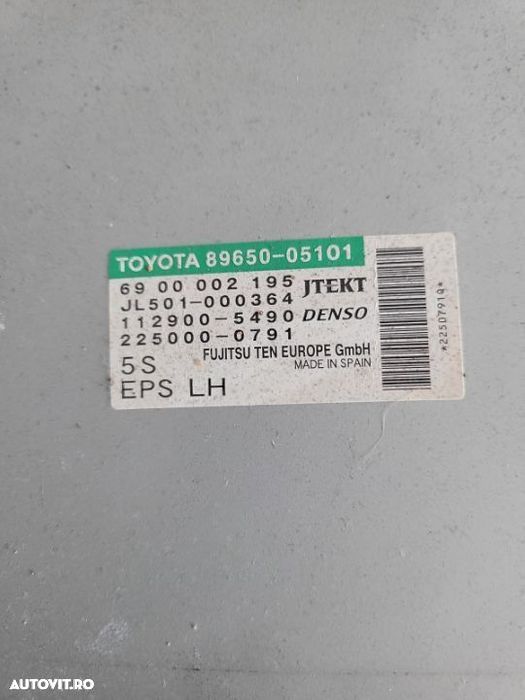 TOYOTA 89650-05101
69 00 002 195 JTEKT
JL501-000364
112900-5490 DENSO
225000-0791
FUJITSU TEN EUROPE GmbH
5S MADE IN SPAIN
EPS LH
*2250791Q*
AUTOVIT.RO